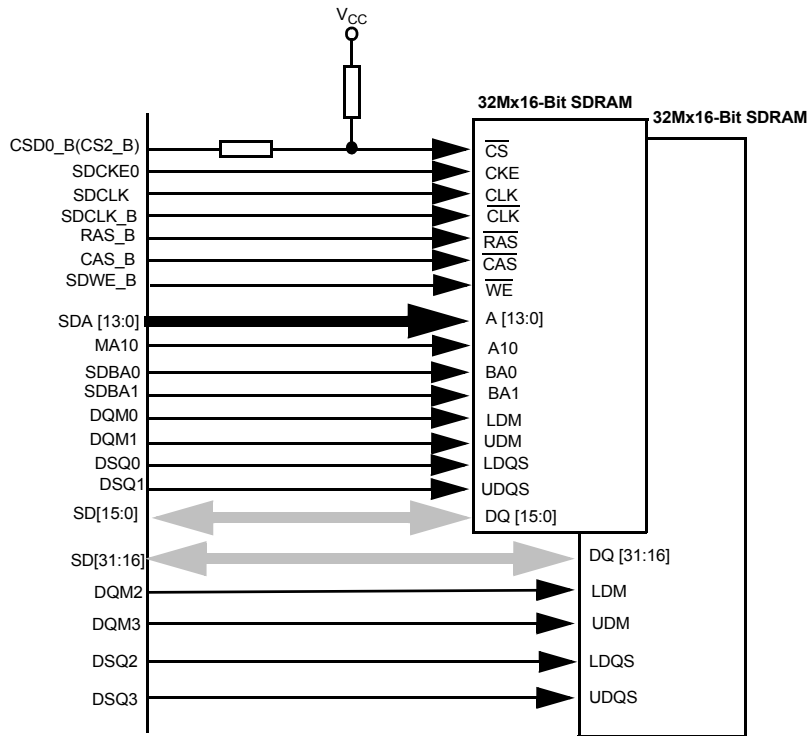 VCC
32Mx16-Bit SDRAM
32Mx16-Bit SDRAM
CSD0_B(CS2_B)
CS
SDCKE0
CKE
SDCLK
CLK
SDCLK_B
CLK
RAS_B
RAS
CAS_B
CAS
SDWE_B
WE
SDA [13:0]
A [13:0]
MA10
A10
SDBA0
BA0
SDBA1
BA1
DQM0
LDM
DQM1
UDM
DSQ0
LDQS
DSQ1
UDQS
SD[15:0]
DQ [15:0]
SD[31:16]
DQ [31:16]
DQM2
LDM
DQM3
UDM
DSQ2
LDQS
DSQ3
UDQS